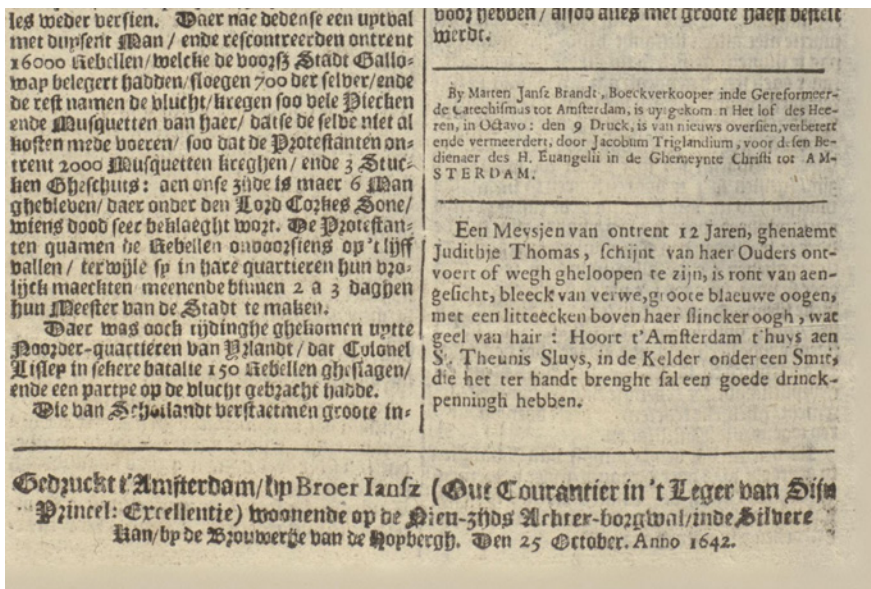 les weder versien. Daer nae dedense een uptval
met duysent Man / ende rescontreerden ontrent
16000 Rebellen / welcke de voorsz Stadt Gallo-
way belegert hadden / sloegen 700 der selver / ende
de rest namen de vlucht / kregen soo vele Piecken
ende Musquetten van haer / datse de selve niet al
kosten mede voeren / soo dat de Protestanten on-
trent 2000 Musquetten kreghen / ende 3 Stuc-
ken Gheschuts : aen onse zijde is maer 6 Man
ghebleven / daer onder den Lord Corkes Sone /
wiens dood seer beklaeght wort. De Protestan-
ten quamen de Rebellen onvoorsiens op 't lijff
vallen / terwijle sy in hare quartieren hun vro-
lijck maeckten meenende binnen 2 a 3 daghen
hun Meester van de Stadt te maken.
Daer was oock tijdinghe ghekomen uytte
Noorder-quartieren van Yrlandt / dat Colonel
Lisley in sekere batalie 150 Rebellen gheslagen /
ende een partye op de vlucht gebracht hadde.
Die van Schotlandt verstaetmen groote in-
voor hebben / alsoo alles met groote haest bestelt
werdt.
By Marten Jansz Brandt, Boeckverkooper inde Gereformeer-
de Catechismus tot Amsterdam, is uytgekom n Het lof des Hee-
ren, in Octavo : den 9 Druck, is van nieuws oversien, verbetert
ende vermeerdert, door Jacobum Triglandium, voor desen Be-
dienaer des H. Euangelii in de Ghemeynte Christi tot AM-
STERDAM.
Een Meysjen van ontrent 12 Jaren, ghenaemt
Judithje Thomas, schijnt van haer Ouders ont-
voert of wegh gheloopen te zijn, is ront van aen-
gesicht, bleeck van verwe, groote blaeuwe oogen,
met een litteecken boven haer slincker oogh, wat
geel van hair : Hoort t'Amsterdam t'huys aen
St. Theunis Sluys, in de Kelder onder een Smit,
die het ter handt brenght sal een goede drinck-
penningh hebben.
Gedruckt t'Amsterdam / by Broer Iansz (Out Courantier in 't Leger van Sijn
Princel: Excellentie) woonende op de Nieu-zijds Achter-borgwal / inde Silvere
Kan / by de Brouwerye van de Hopbergh. Den 25 October. Anno 1642.